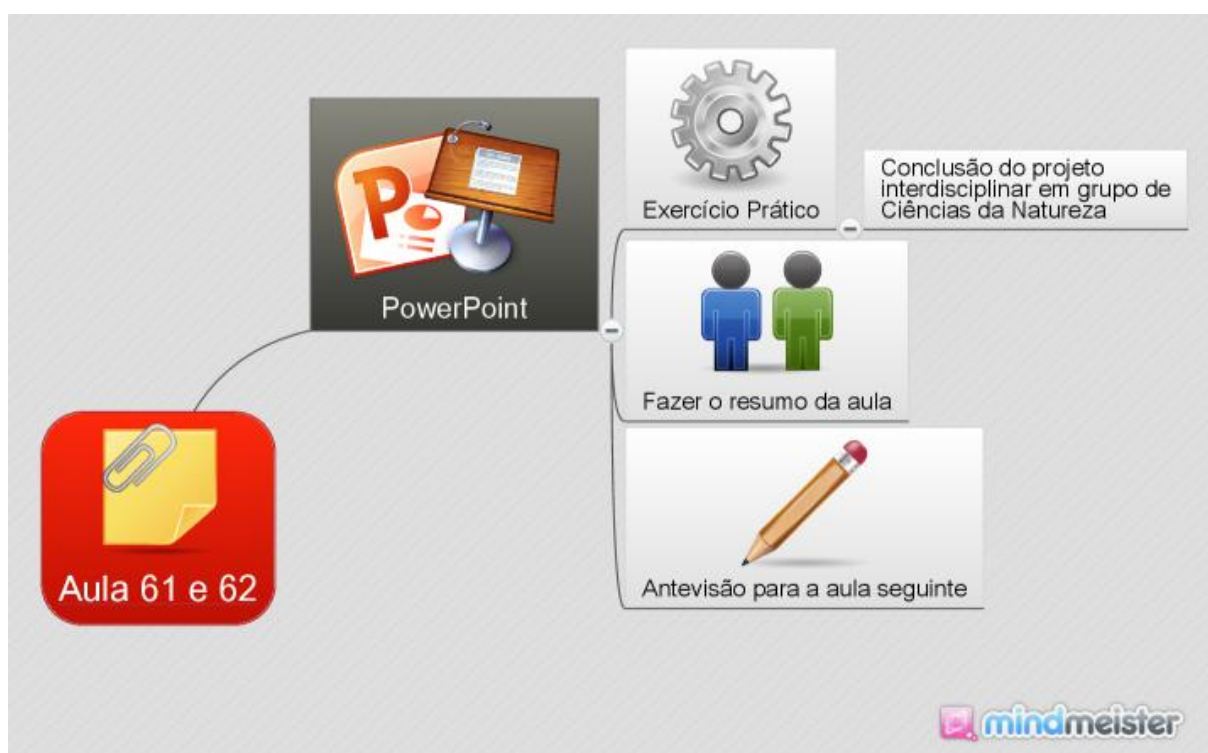 Aula 61 e 62
PowerPoint
Exercício Prático
Conclusão do projeto
interdisciplinar em grupo de
Ciências da Natureza
Fazer o resumo da aula
Antevisão para a aula seguinte
mindmeister